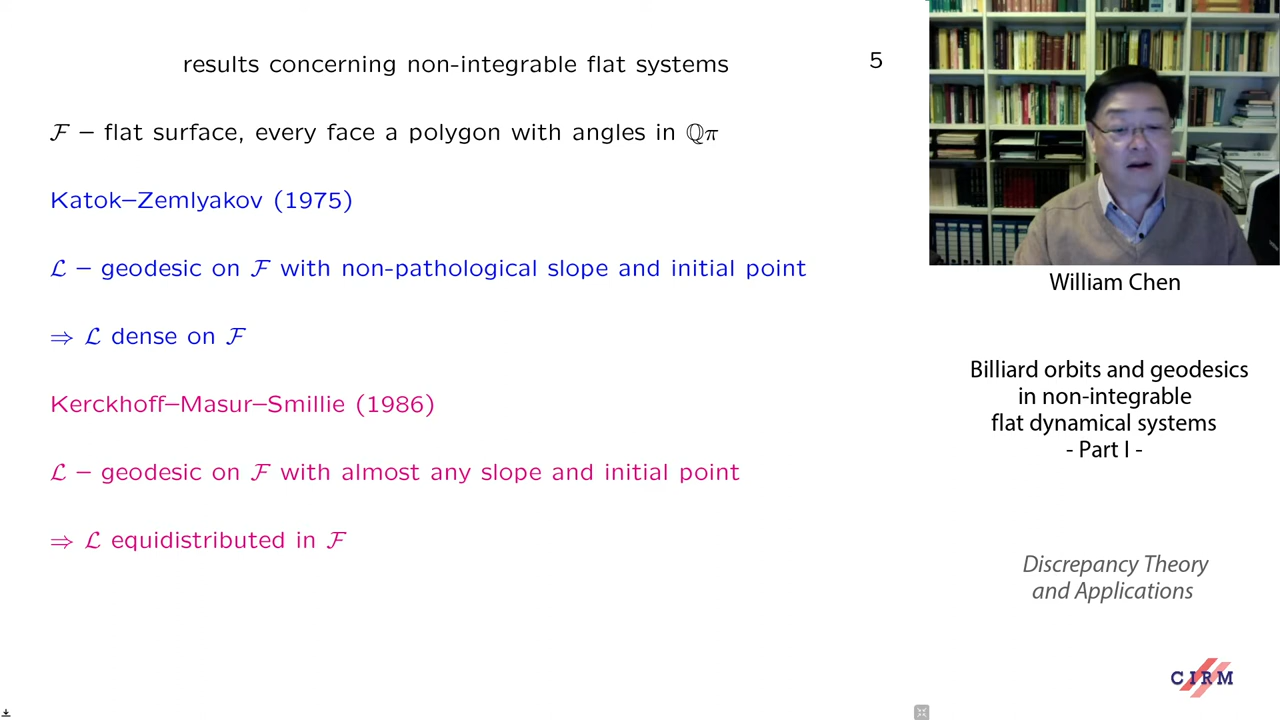 results concerning non-integrable flat systems
5
ℱ – flat surface, every face a polygon with angles in ℚπ
Katok–Zemlyakov (1975)
ℒ – geodesic on ℱ with non-pathological slope and initial point
⇒ ℒ dense on ℱ
Kerckhoff–Masur–Smillie (1986)
ℒ – geodesic on ℱ with almost any slope and initial point
⇒ ℒ equidistributed in ℱ
William Chen
Billiard orbits and geodesics
in non-integrable
flat dynamical systems
- Part I -
Discrepancy Theory
and Applications
CIRM